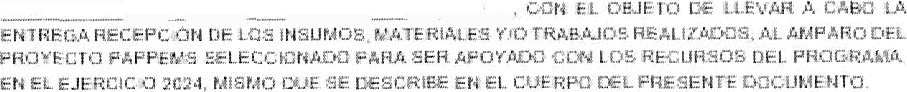 , CON EL OBJETO DE LLEVAR A CABO LA
ENTREGA RECEPCIÓN DE LOS INSUMOS, MATERIALES Y/O TRABAJOS REALIZADOS, AL AMPARO DEL
PROYECTO PAPPEMS SELECCIONADO PARA SER APOYADO CON LOS RECURSOS DEL PROGRAMA,
EN EL EJERCICIO 2024, MISMO QUE SE DESCRIBE EN EL CUERPO DEL PRESENTE DOCUMENTO.